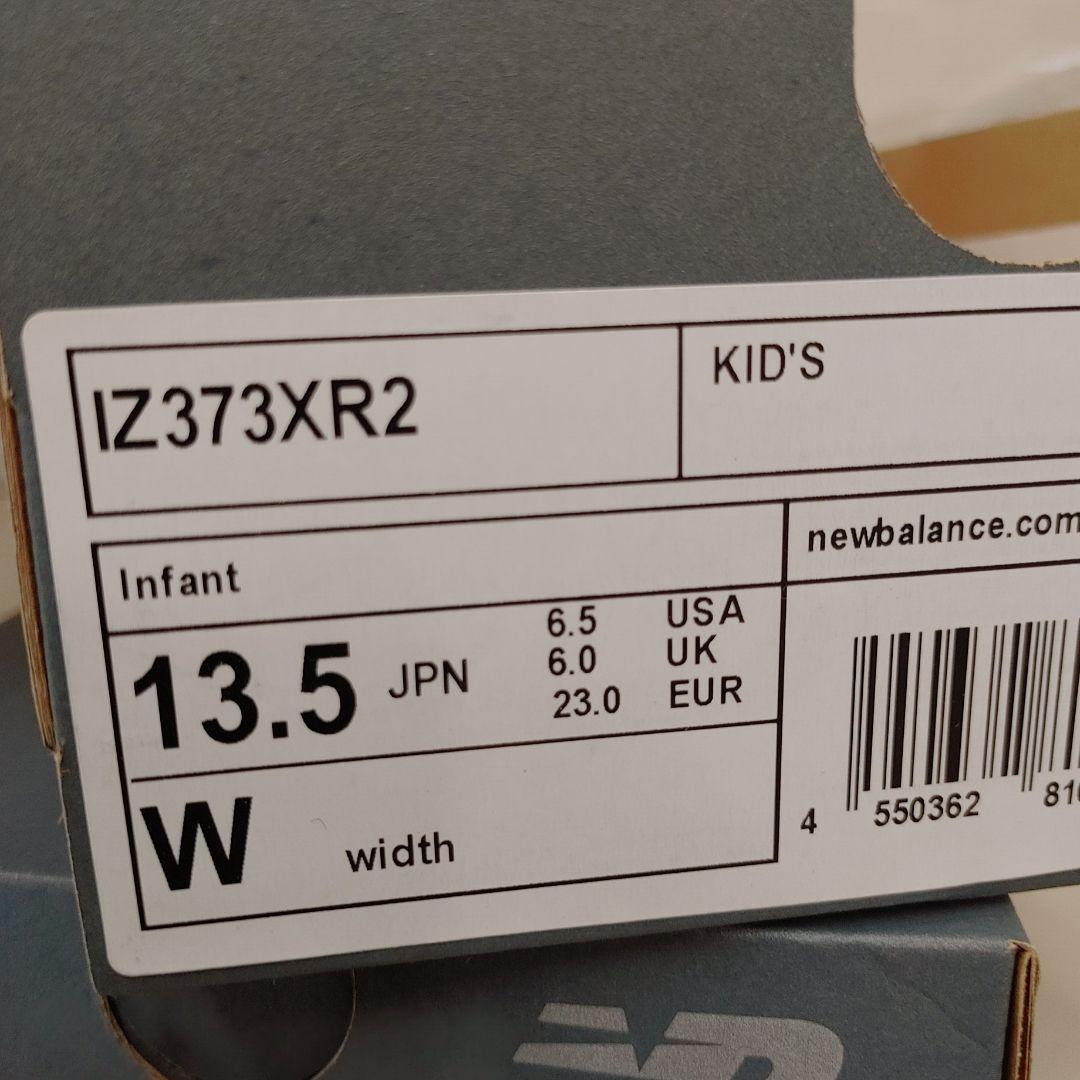 IZ373XR2
KID'S
Infant
newbalance.com
13.5 JPN
6.5 USA
6.0 UK
23.0 EUR
W width
4 550362